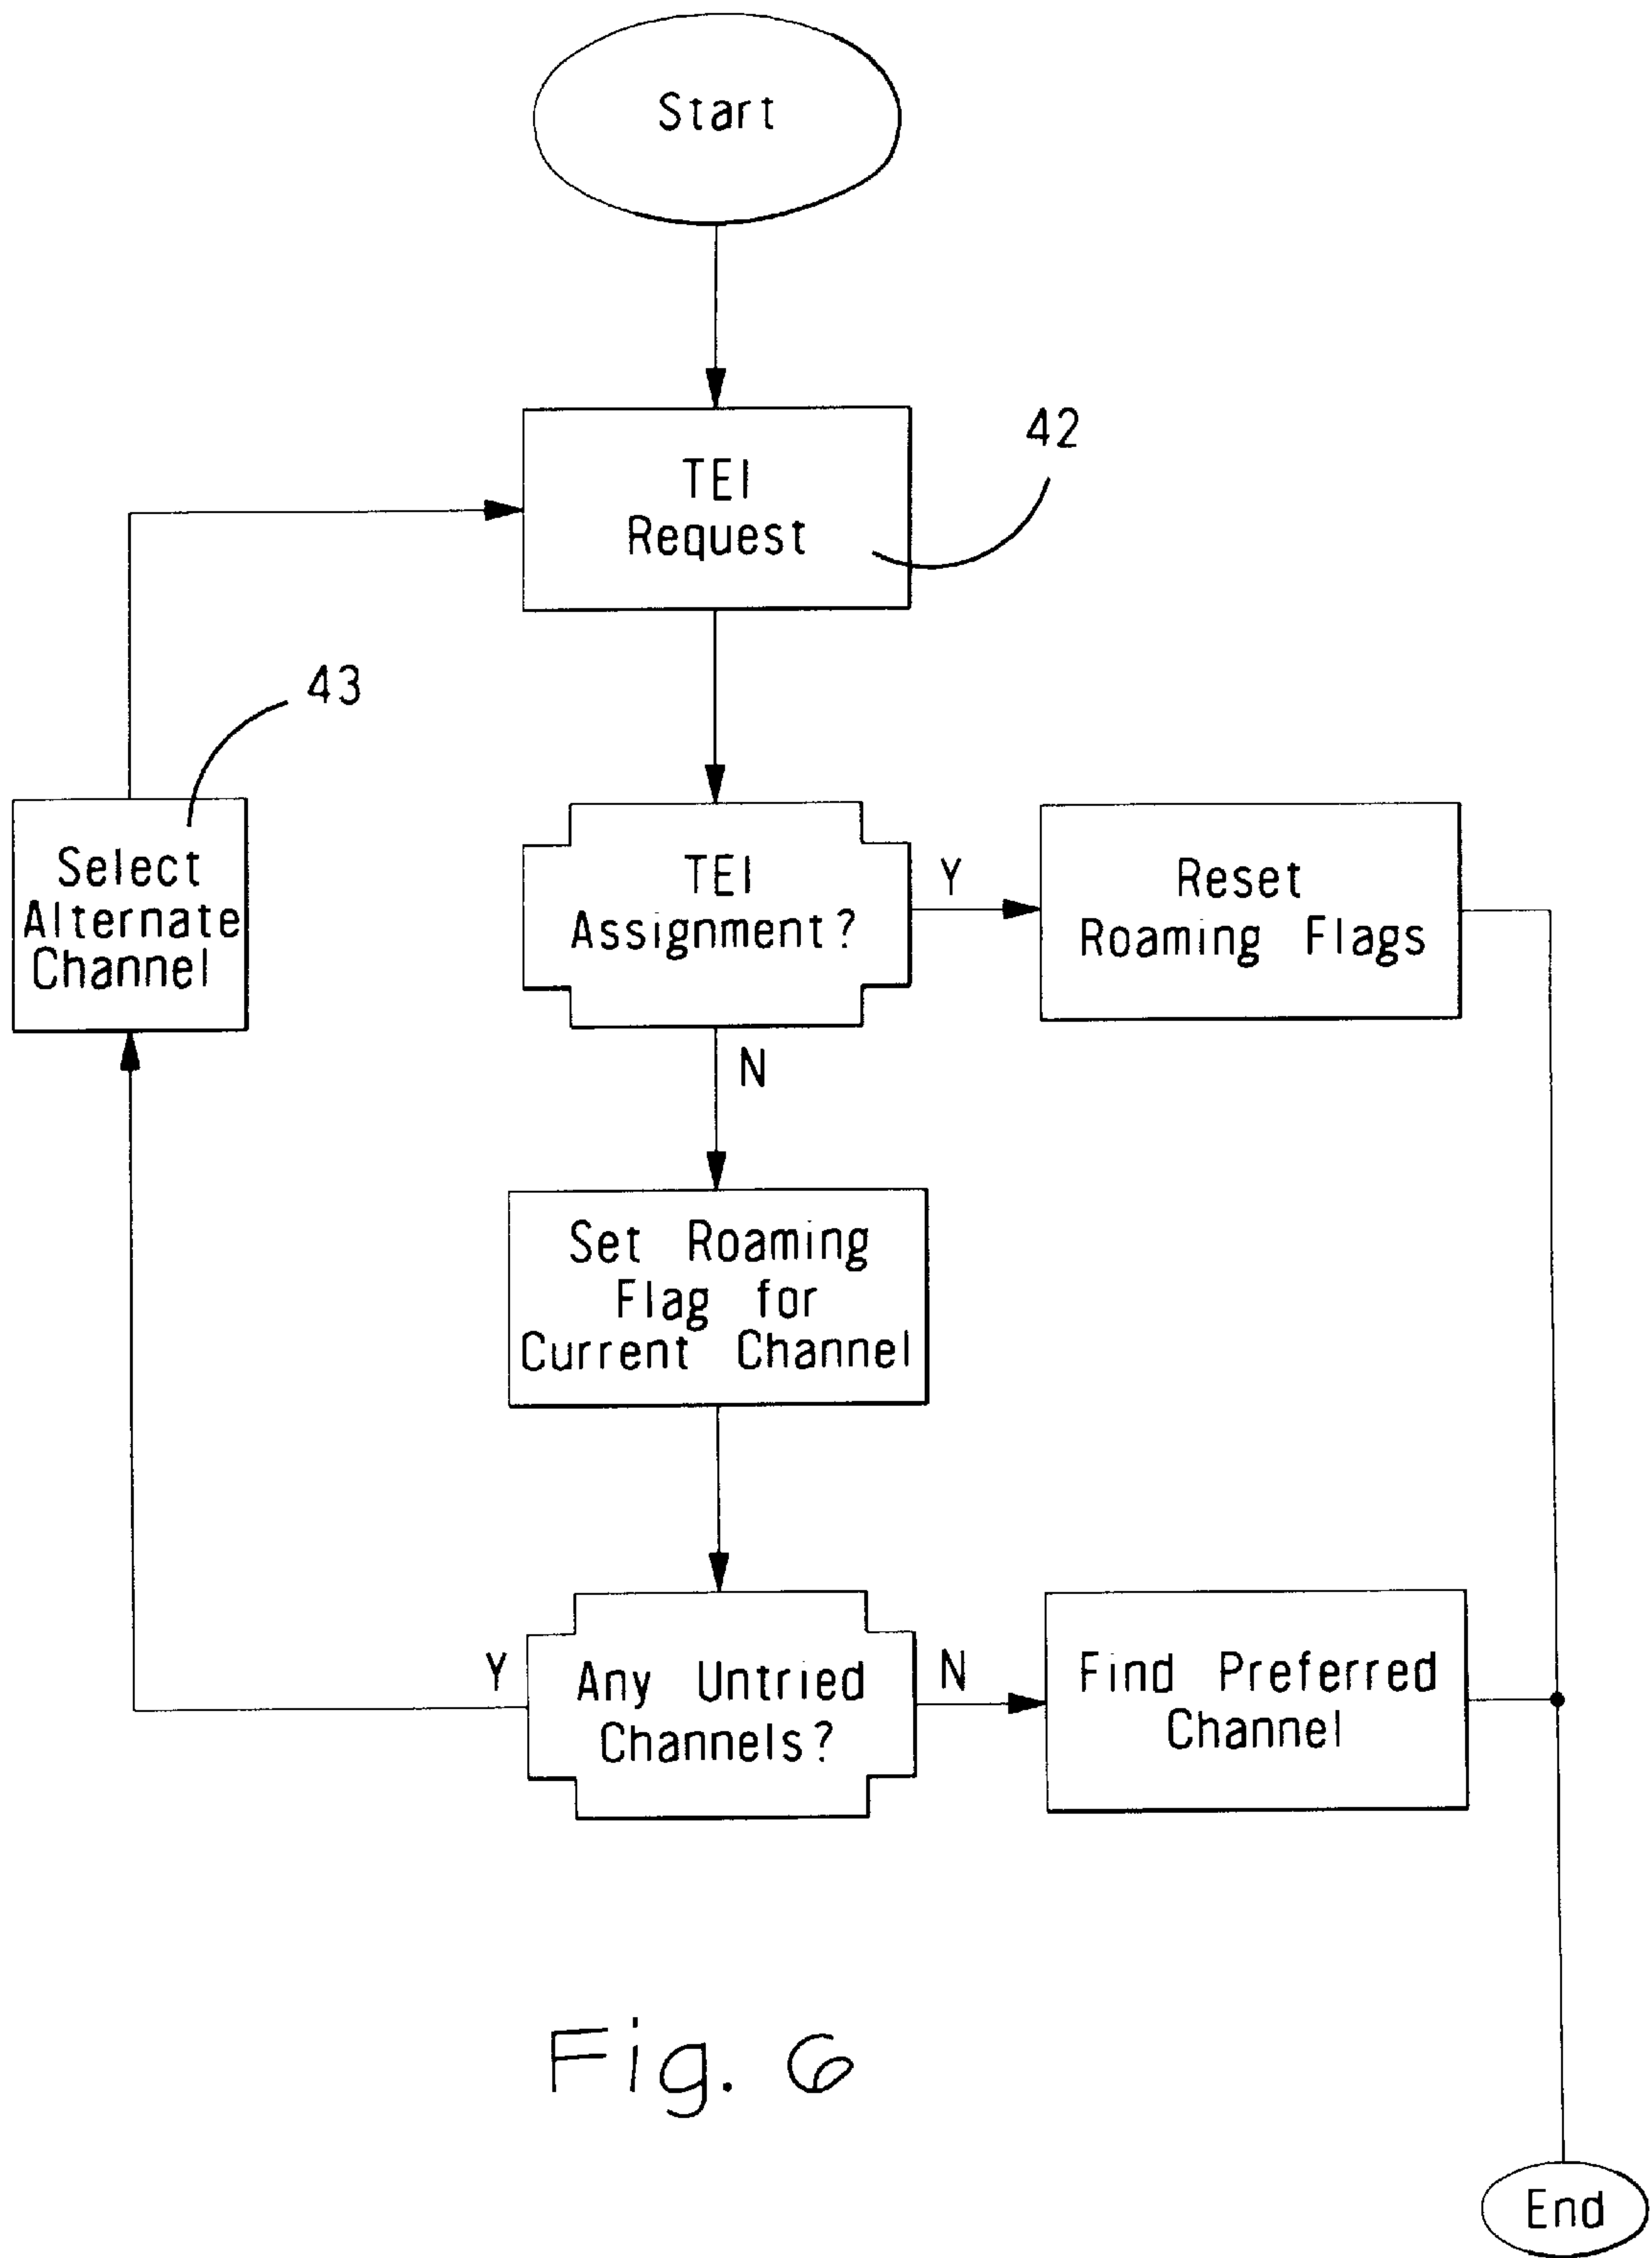 Start
42
TEI
Request
43
Select
Alternate
Channel
TEI
Assignment?
Y
Reset
Roaming Flags
N
Set Roaming
Flag for
Current Channel
Y
Any Untried
Channels?
N
Find Preferred
Channel
Fig. 6
End